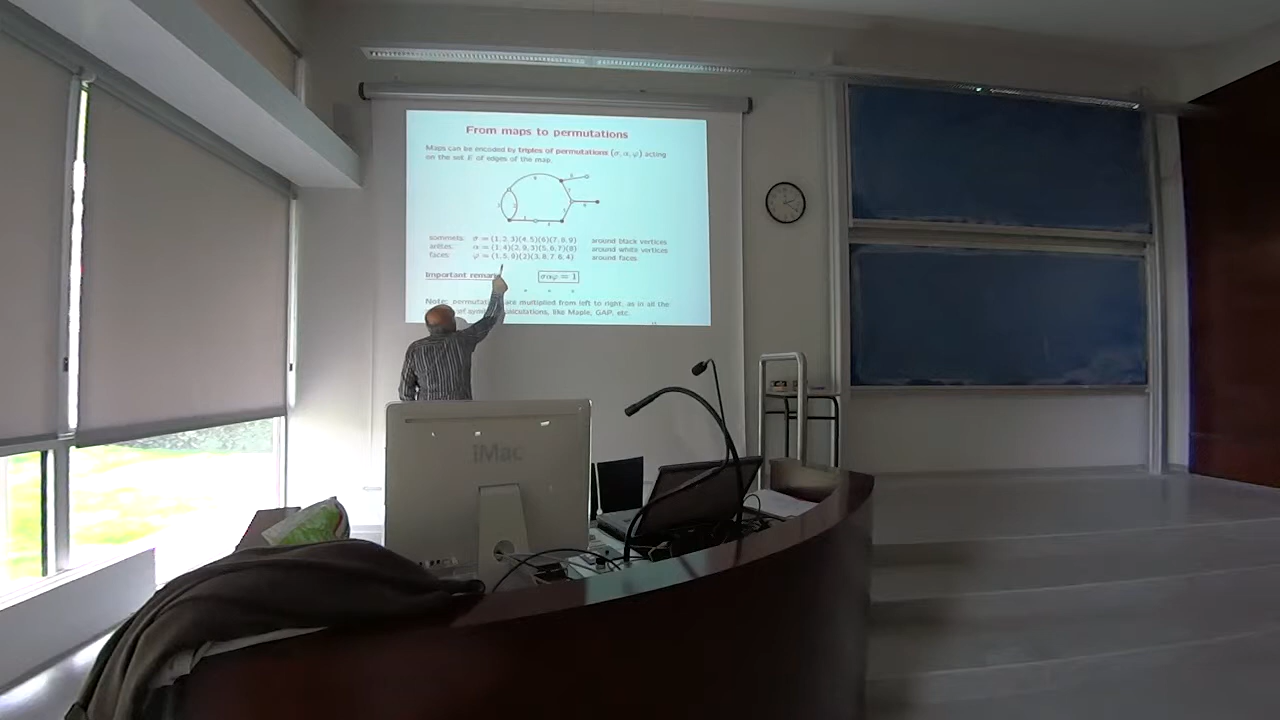 From maps to permutations
Maps can be encoded by triples of permutations (σ, α, φ) acting
on the set E of edges of the map.
sommets: σ = (1, 2, 3)(4, 5)(6)(7, 8, 9) around black vertices
arêtes: α = (1, 4)(2, 9, 3)(5, 6, 7)(8) around white vertices
faces: φ = (1, 5, 9)(2)(3, 8, 7, 6, 4) around faces
Important remark
σαφ = 1
Note: are multiplied from left to right, as in all the
like Maple, GAP, etc.
iMac